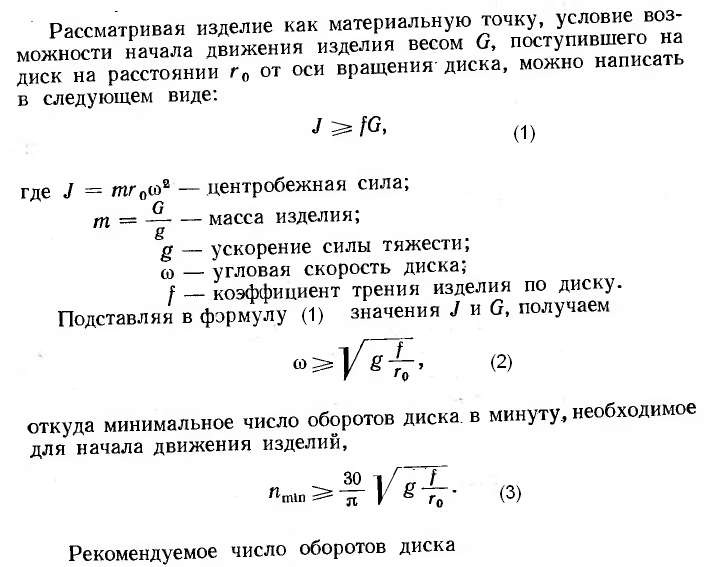 Рассматривая изделие как материальную точку, условие воз-
можности начала движения изделия весом G, поступившего на
диск на расстоянии r₀ от оси вращения диска, можно написать
в следующем виде:
J ⩾ fG, (1)
где J = mr₀ω² — центробежная сила;
m = G/g — масса изделия;
g — ускорение силы тяжести;
ω — угловая скорость диска;
f — коэффициент трения изделия по диску.
Подставляя в формулу (1) значения J и G, получаем
ω ⩾ √(g f/r₀), (2)
откуда минимальное число оборотов диска в минуту, необходимое
для начала движения изделий,
n_min ⩾ 30/π √(g f/r₀). (3)
Рекомендуемое число оборотов диска